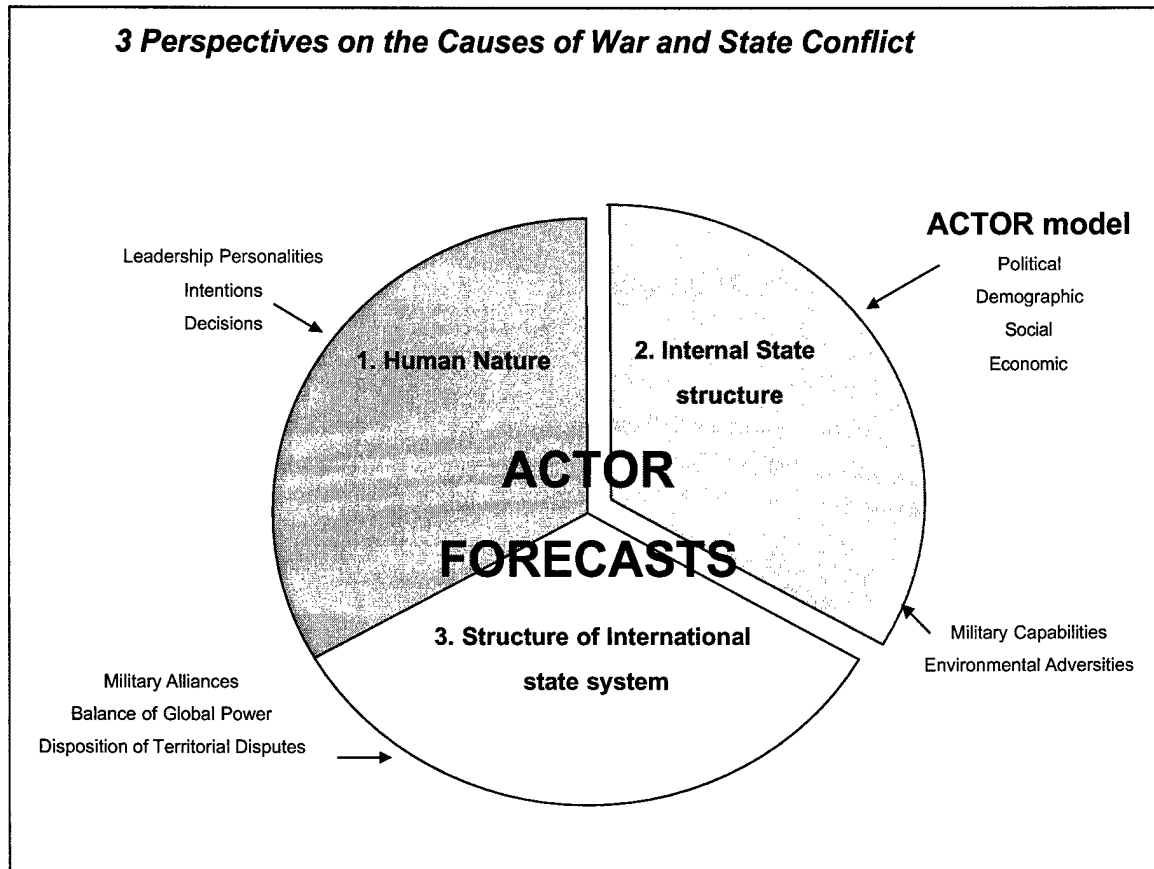 3 Perspectives on the Causes of War and State Conflict
Leadership Personalities
Intentions
Decisions
1. Human Nature
2. Internal State
structure
ACTOR model
Political
Demographic
Social
Economic
ACTOR
FORECASTS
3. Structure of International
state system
Military Capabilities
Environmental Adversities
Military Alliances
Balance of Global Power
Disposition of Territorial Disputes